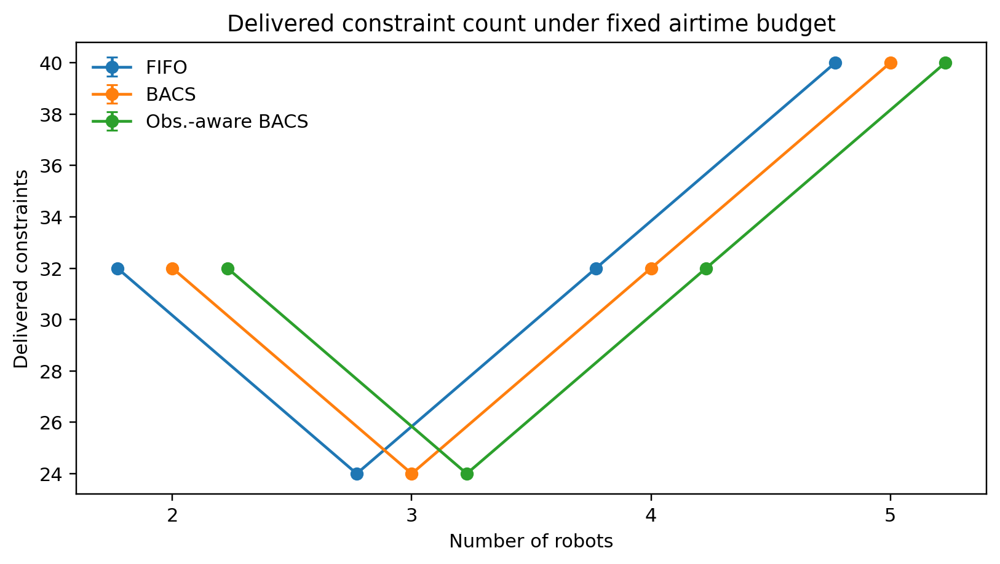 Delivered constraint count under fixed airtime budget
FIFO
BACS
Obs.-aware BACS
Delivered constraints
40
38
36
34
32
30
28
26
24
2 3 4 5
Number of robots